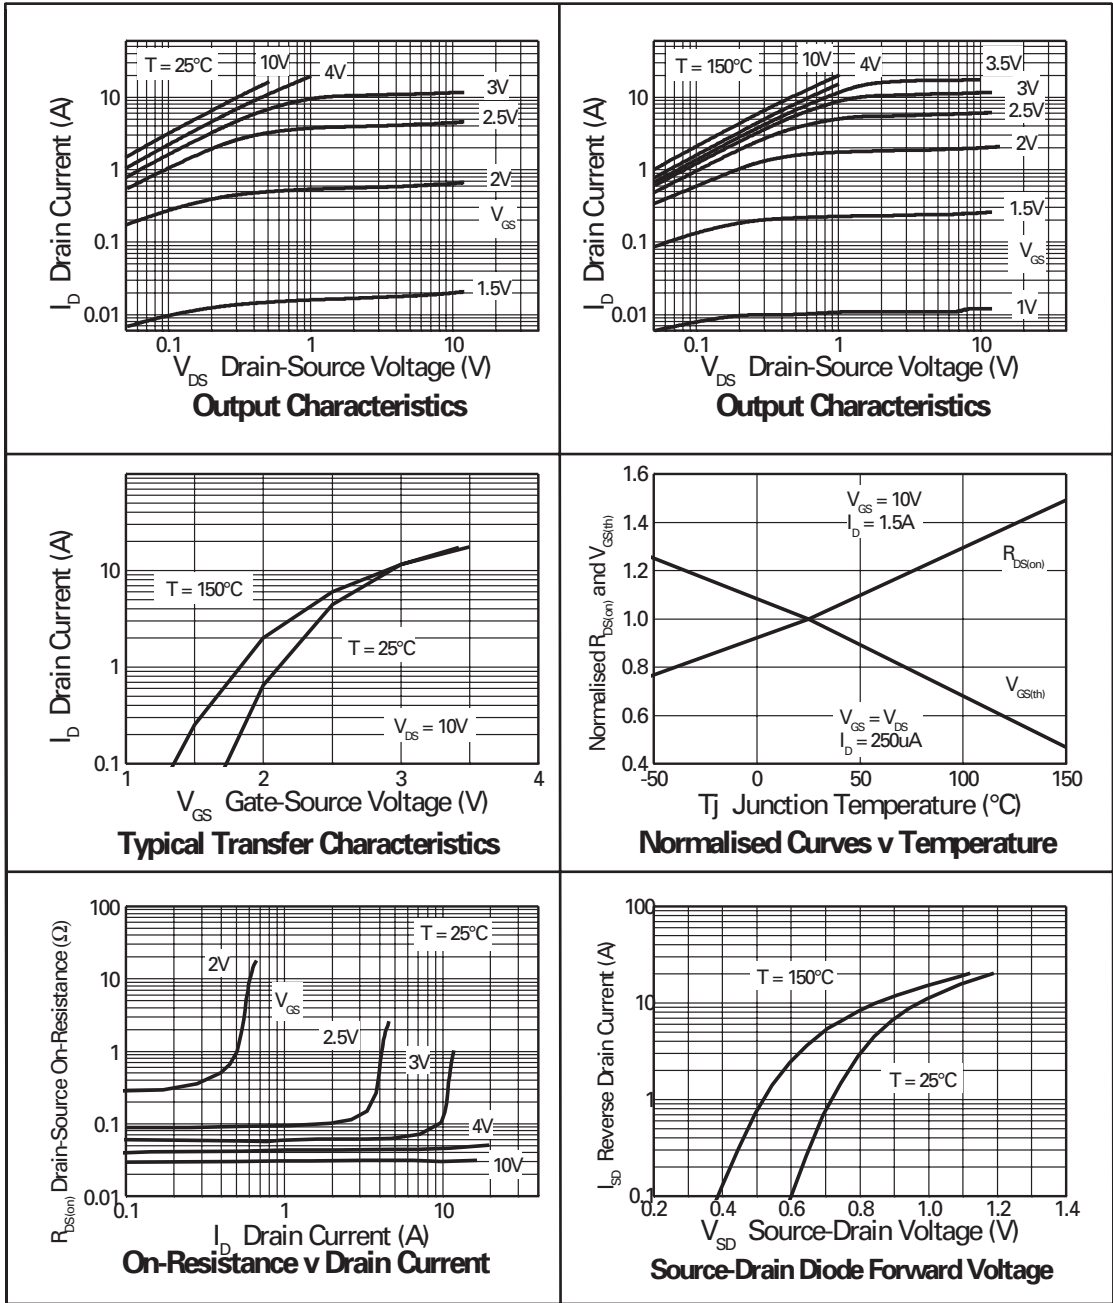 T = 25°C
10V
4V
3V
2.5V
2V
V_GS
1.5V
10
1
0.1
0.01
0.1
1
10
I_D Drain Current (A)
V_DS Drain-Source Voltage (V)
Output Characteristics
T = 150°C
10V
4V
3.5V
3V
2.5V
2V
1.5V
V_GS
1V
10
1
0.1
0.01
0.1
1
10
I_D Drain Current (A)
V_DS Drain-Source Voltage (V)
Output Characteristics
10
1
0.1
T = 150°C
T = 25°C
V_DS = 10V
1
2
3
4
I_D Drain Current (A)
V_GS Gate-Source Voltage (V)
Typical Transfer Characteristics
1.6
1.4
1.2
1.0
0.8
0.6
0.4
V_GS = 10V
I_D = 1.5A
R_DS(on)
V_GS(th)
V_GS = V_DS
I_D = 250uA
-50
0
50
100
150
Normalised R_DS(on) and V_GS(th)
Tj Junction Temperature (°C)
Normalised Curves v Temperature
100
10
1
0.1
0.01
T = 25°C
2V
V_GS
2.5V
3V
4V
10V
0.1
1
10
R_DS(on) Drain-Source On-Resistance (Ω)
I_D Drain Current (A)
On-Resistance v Drain Current
100
10
1
0.1
T = 150°C
T = 25°C
0.2
0.4
0.6
0.8
1.0
1.2
1.4
I_SD Reverse Drain Current (A)
V_SD Source-Drain Voltage (V)
Source-Drain Diode Forward Voltage